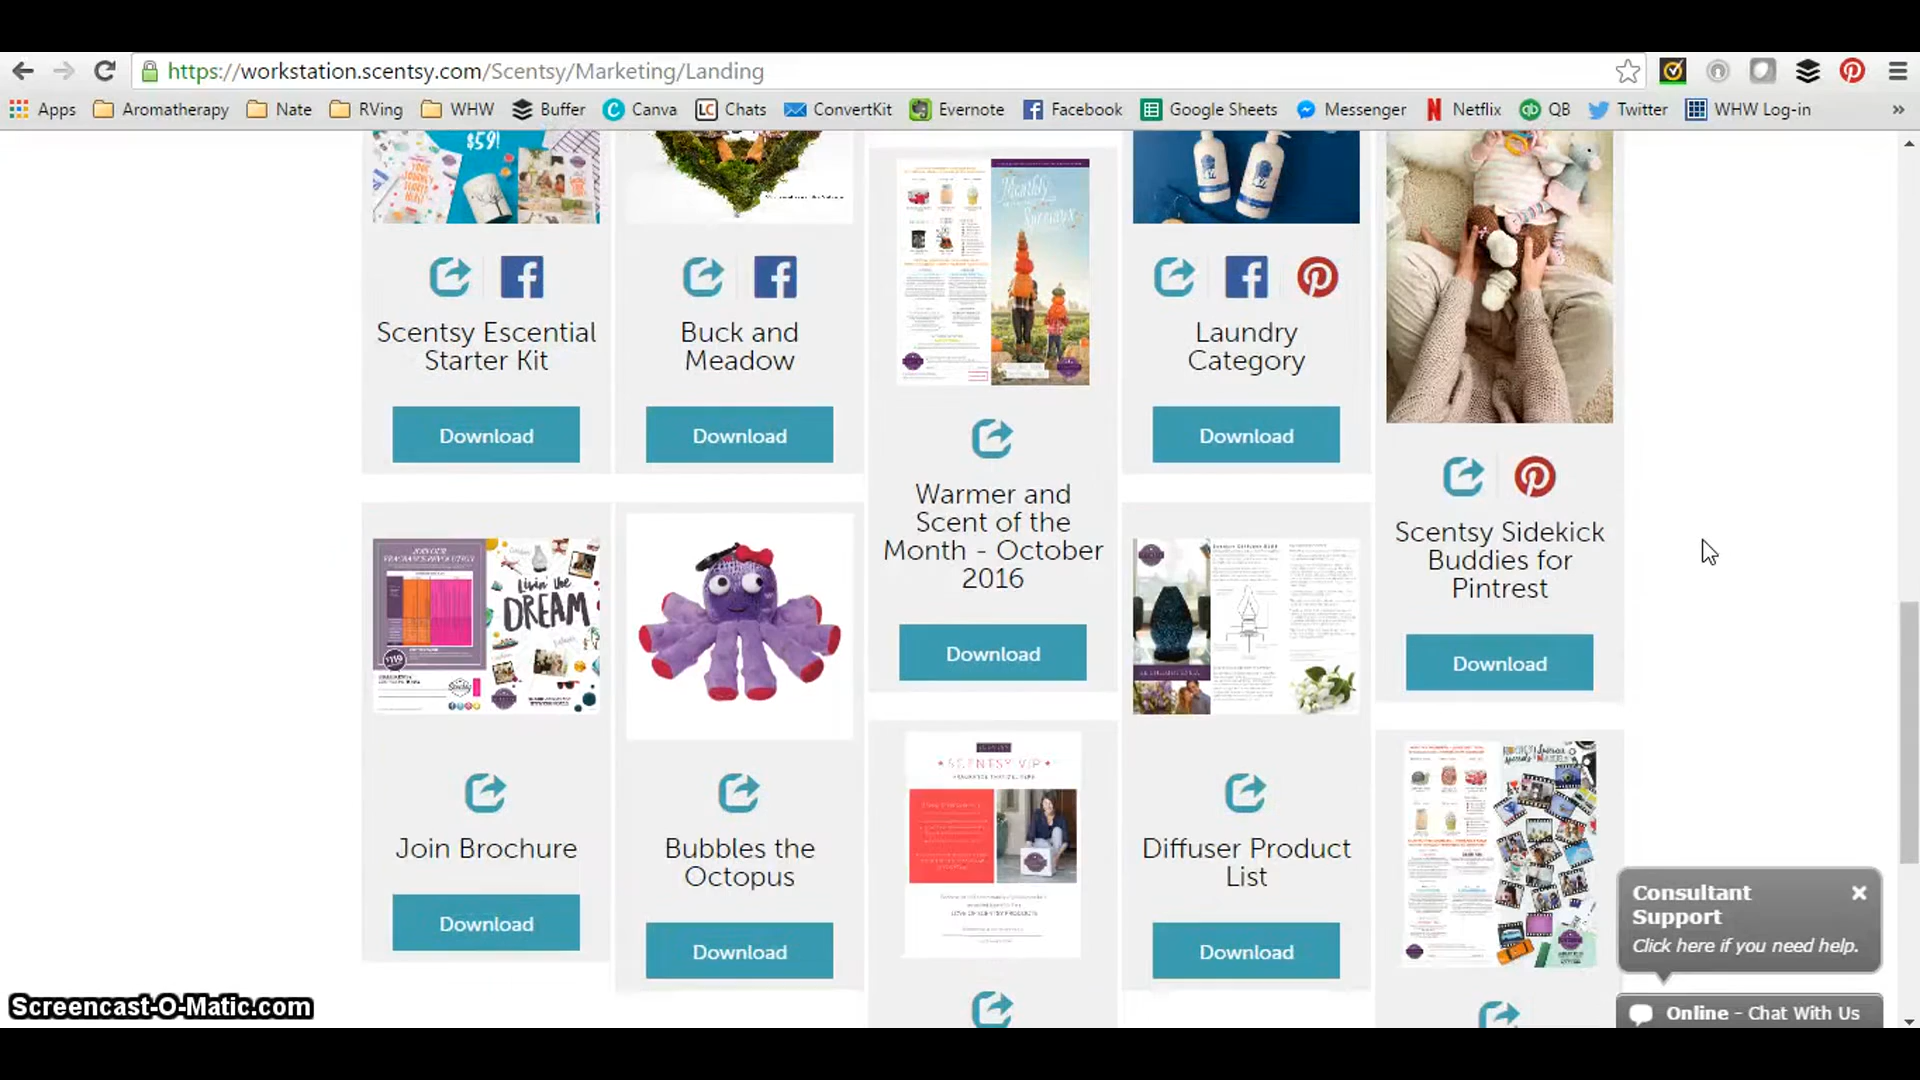 https://workstation.scentsy.com/Scentsy/Marketing/Landing
Apps Aromatherapy Nate RVing WHW Buffer Canva Chats ConvertKit Evernote Facebook Google Sheets Messenger Netflix QB Twitter WHW Log-in »
$59!
Scentsy Escential
Starter Kit
Download
Buck and
Meadow
Download
Monthly
Warmer and
Scent of the
Month - October
2016
Download
Laundry
Category
Download
Scentsy Sidekick
Buddies for
Pintrest
Download
Livin' the
DREAM
$119
Join Brochure
Download
Bubbles the
Octopus
Download
SCENTSY VIP
Diffuser Product
List
Download
Consultant
Support
Click here if you need help.
Online - Chat With Us
Screencast-O-Matic.com